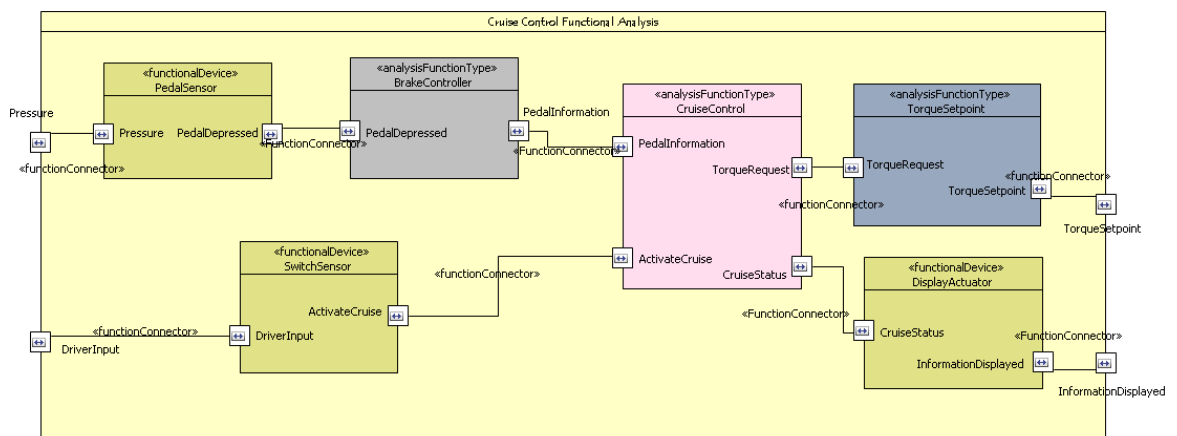 Cruise Control Functional Analysis
«functionalDevice»
PedalSensor
Pressure
PedalDepressed
«analysisFunctionType»
BrakeController
PedalDepressed
PedalInformation
«analysisFunctionType»
CruiseControl
PedalInformation
TorqueRequest
ActivateCruise
CruiseStatus
«analysisFunctionType»
TorqueSetpoint
TorqueRequest
TorqueSetpoint
Pressure
«functionConnector»
«FunctionConnector»
«FunctionConnector»
«functionConnector»
«functionConnector»
TorqueSetpoint
«functionalDevice»
SwitchSensor
ActivateCruise
DriverInput
«functionConnector»
«functionConnector»
DriverInput
«functionalDevice»
DisplayActuator
CruiseStatus
InformationDisplayed
«FunctionConnector»
«FunctionConnector»
InformationDisplayed